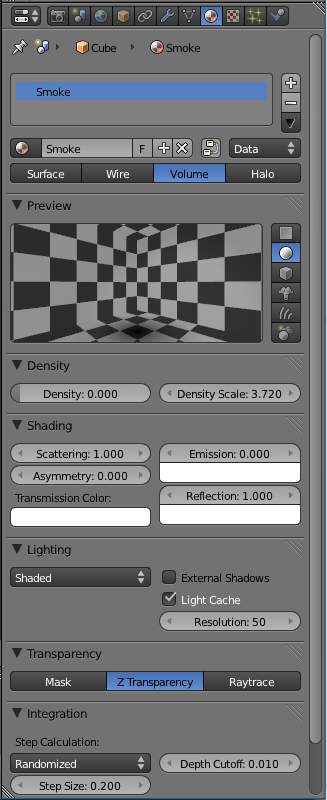 Cube Smoke
Smoke
Smoke F Data
Surface Wire Volume Halo
Preview
Density
Density: 0.000 Density Scale: 3.720
Shading
Scattering: 1.000 Emission: 0.000
Asymmetry: 0.000
Transmission Color: Reflection: 1.000
Lighting
Shaded External Shadows
Light Cache
Resolution: 50
Transparency
Mask Z Transparency Raytrace
Integration
Step Calculation:
Randomized Depth Cutoff: 0.010
Step Size: 0.200